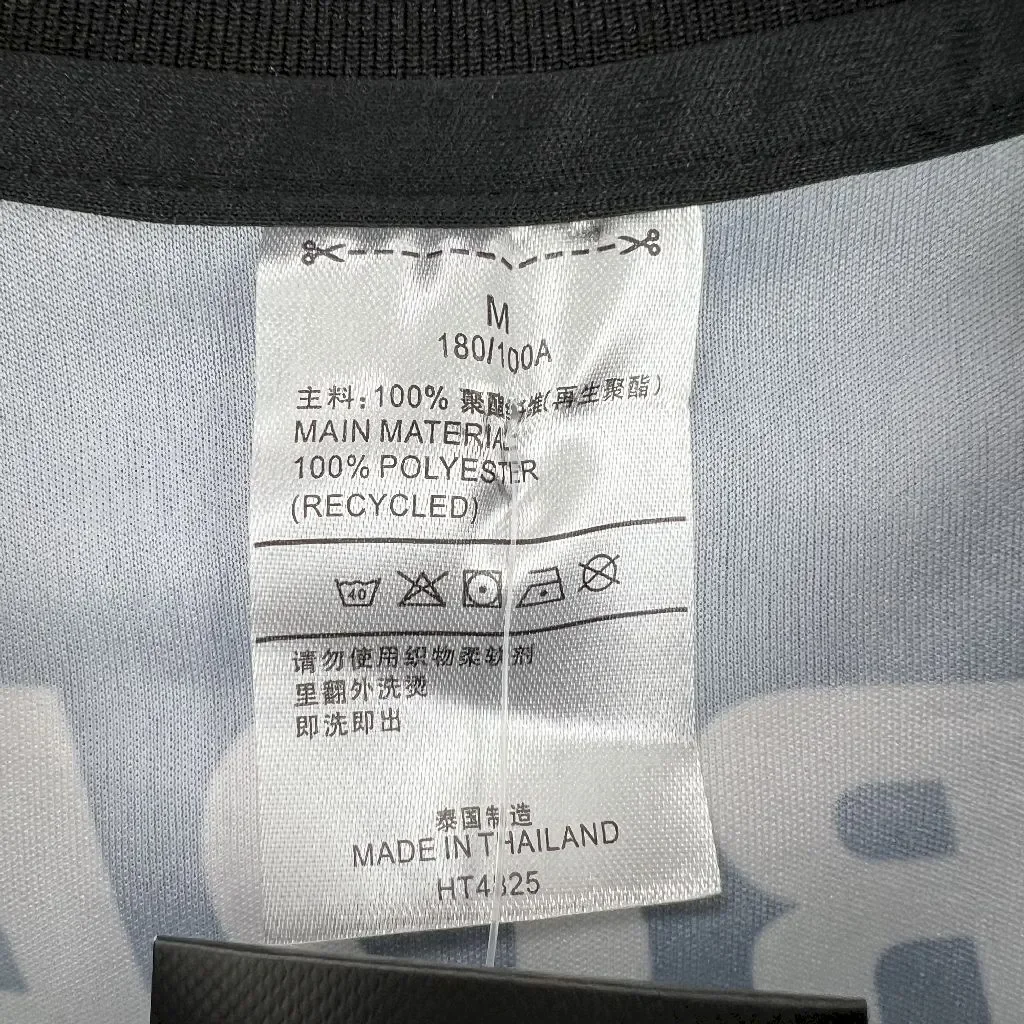 M
180/100A
主料：100% 聚酯纤维(再生聚酯)
MAIN MATERIAL:
100% POLYESTER
(RECYCLED)
40
请勿使用织物柔软剂
里翻外洗烫
即洗即出
泰国制造
MADE IN THAILAND